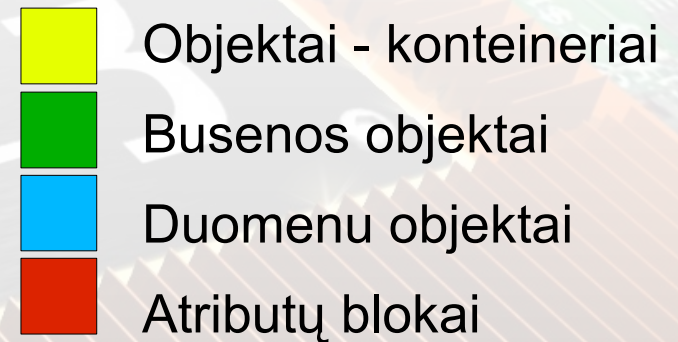 Objektai - konteineriai
Busenos objektai
Duomenu objektai
Atributų blokai